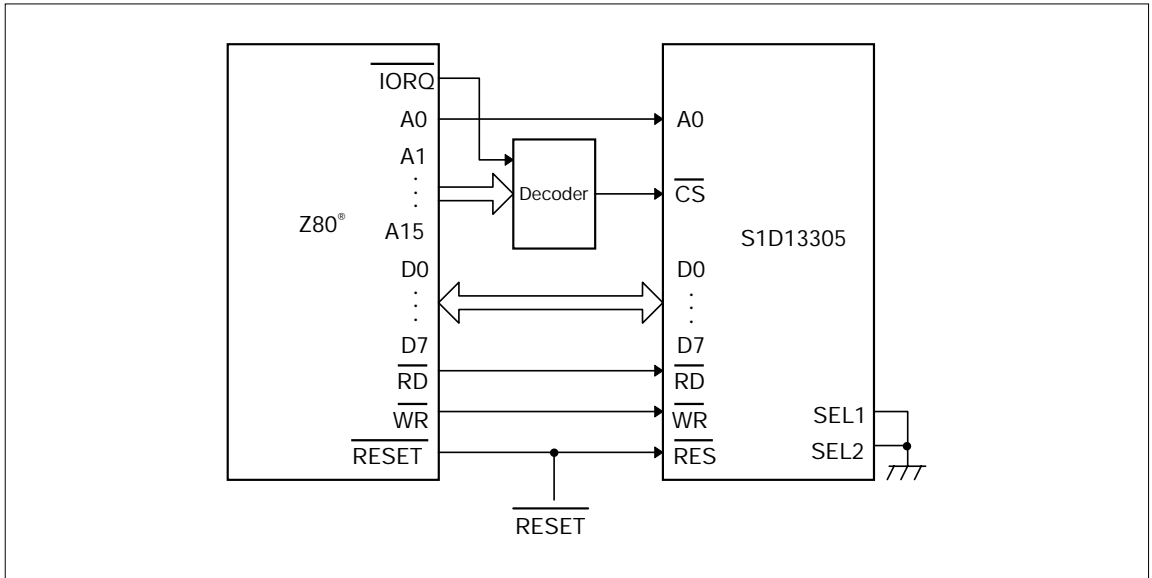 IORQ
A0
A1
Z80®
A15
D0
D7
RD
WR
RESET
Decoder
RESET
A0
CS
S1D13305
D0
D7
RD
WR
RES
SEL1
SEL2